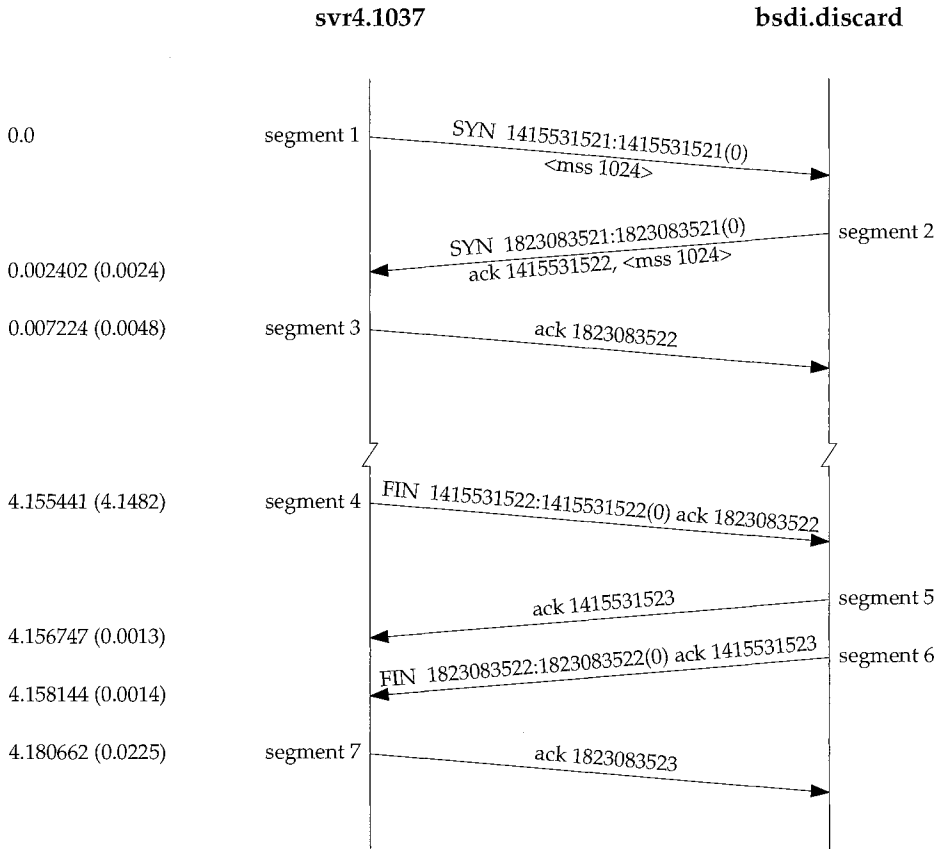 svr4.1037 bsdi.discard
0.0 segment 1 SYN 1415531521:1415531521(0)
<mss 1024>
SYN 1823083521:1823083521(0) segment 2
0.002402 (0.0024) ack 1415531522, <mss 1024>
0.007224 (0.0048) segment 3 ack 1823083522
4.155441 (4.1482) segment 4 FIN 1415531522:1415531522(0) ack 1823083522
ack 1415531523 segment 5
4.156747 (0.0013)
FIN 1823083522:1823083522(0) ack 1415531523 segment 6
4.158144 (0.0014)
4.180662 (0.0225) segment 7 ack 1823083523